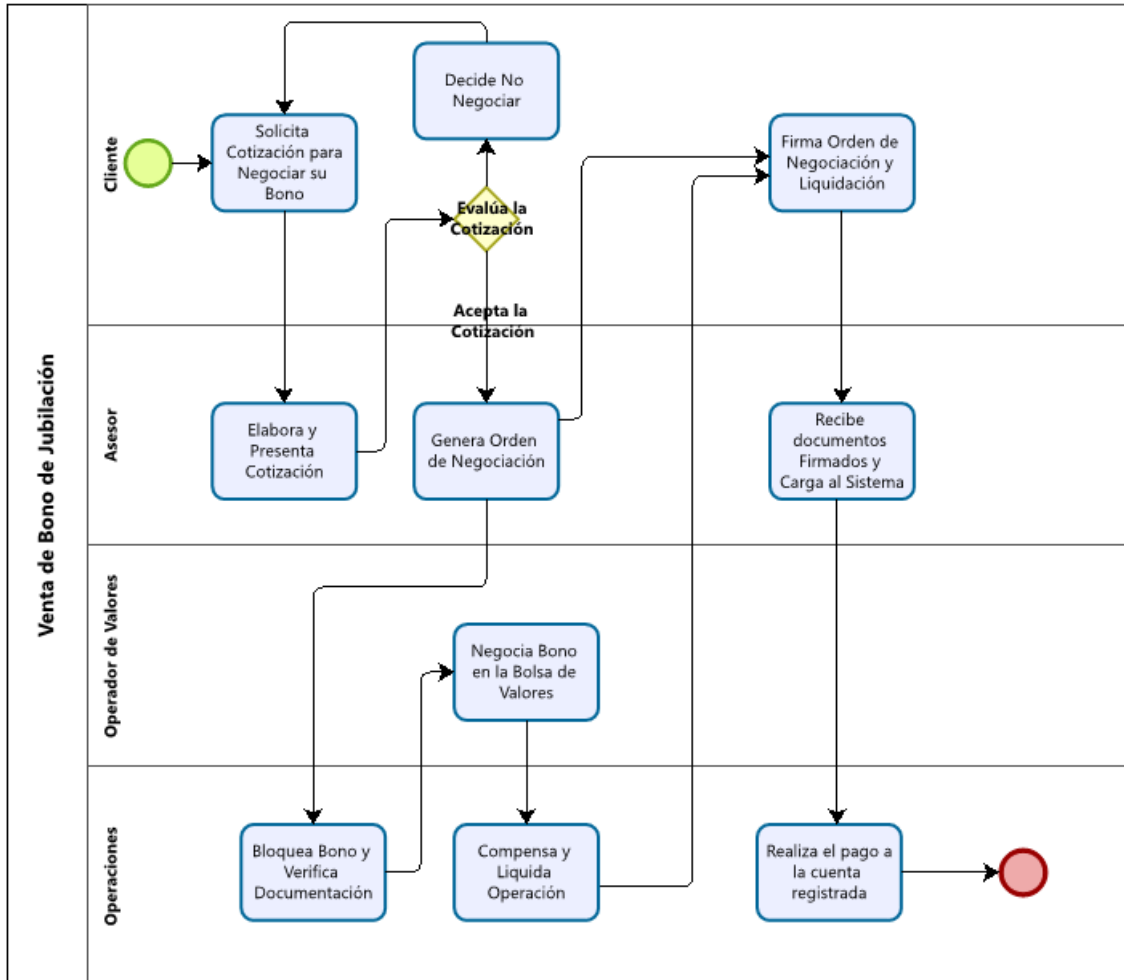 Venta de Bono de Jubilación
Cliente
Decide No
Negociar
Solicita
Cotización para
Negociar su
Bono
Firma Orden de
Negociación y
Liquidación
Evalúa la
Cotización
Acepta la
Cotización
Asesor
Elabora y
Presenta
Cotización
Genera Orden
de Negociación
Recibe
documentos
Firmados y
Carga al Sistema
Operador de Valores
Negocia Bono
en la Bolsa de
Valores
Operaciones
Bloquea Bono y
Verifica
Documentación
Compensa y
Liquida
Operación
Realiza el pago a
la cuenta
registrada